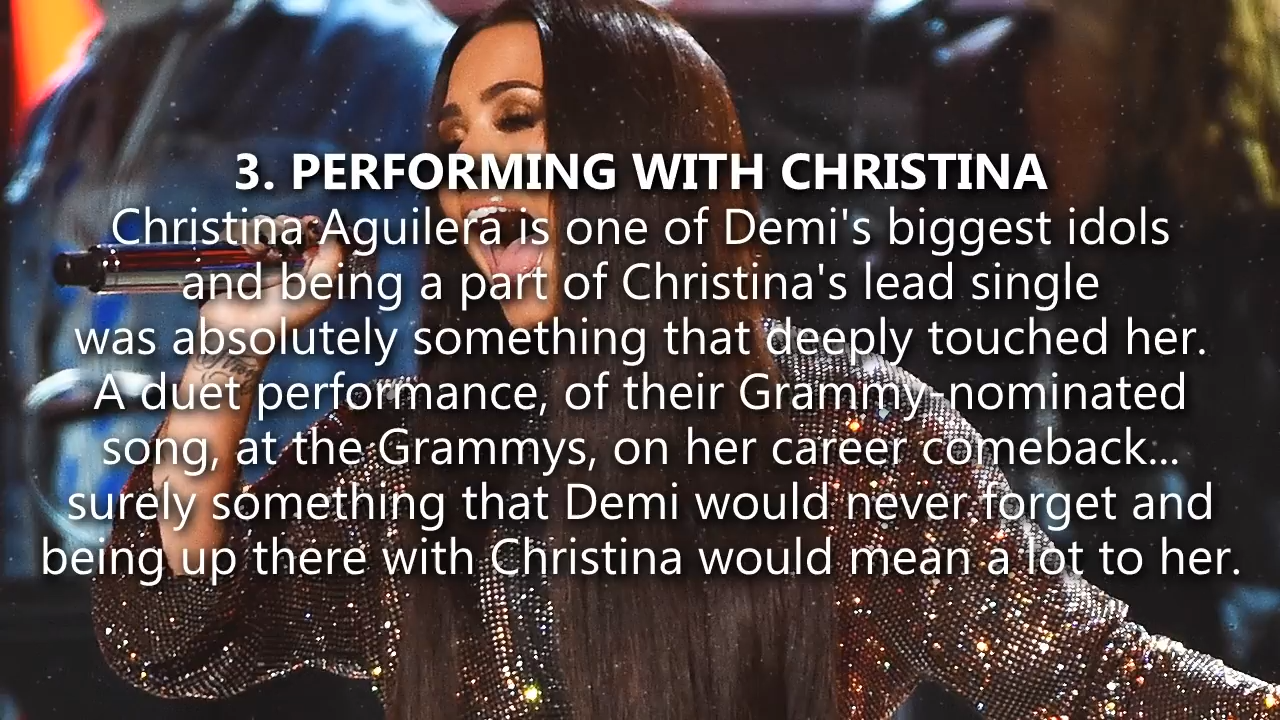 3. PERFORMING WITH CHRISTINA
Christina Aguilera is one of Demi's biggest idols
and being a part of Christina's lead single
was absolutely something that deeply touched her.
A duet performance, of their Grammy-nominated
song, at the Grammys, on her career comeback...
surely something that Demi would never forget and
being up there with Christina would mean a lot to her.